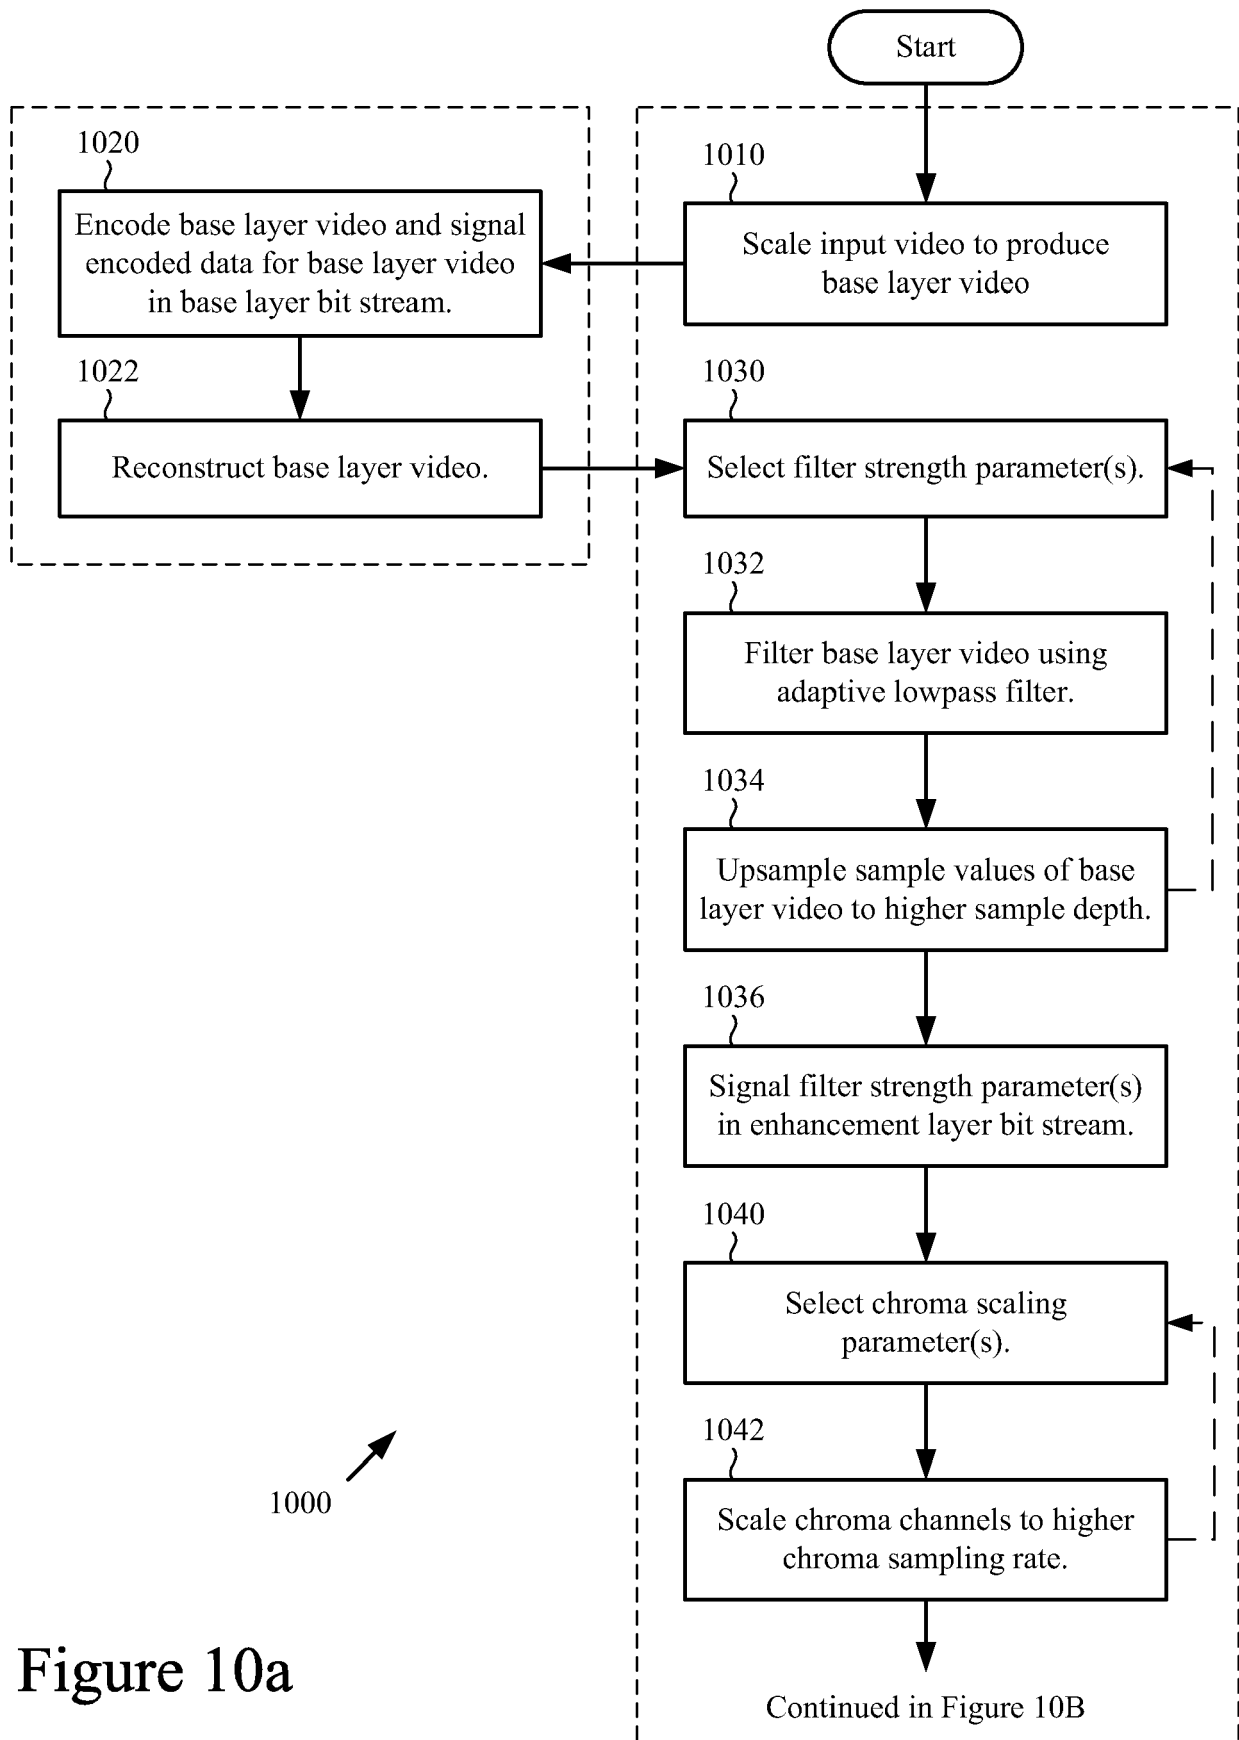 Start
1020
Encode base layer video and signal
encoded data for base layer video
in base layer bit stream.
1010
Scale input video to produce
base layer video
1022
Reconstruct base layer video.
1030
Select filter strength parameter(s).
1032
Filter base layer video using
adaptive lowpass filter.
1034
Upsample sample values of base
layer video to higher sample depth.
1036
Signal filter strength parameter(s)
in enhancement layer bit stream.
1040
Select chroma scaling
parameter(s).
1042
Scale chroma channels to higher
chroma sampling rate.
1000
Figure 10a
Continued in Figure 10B